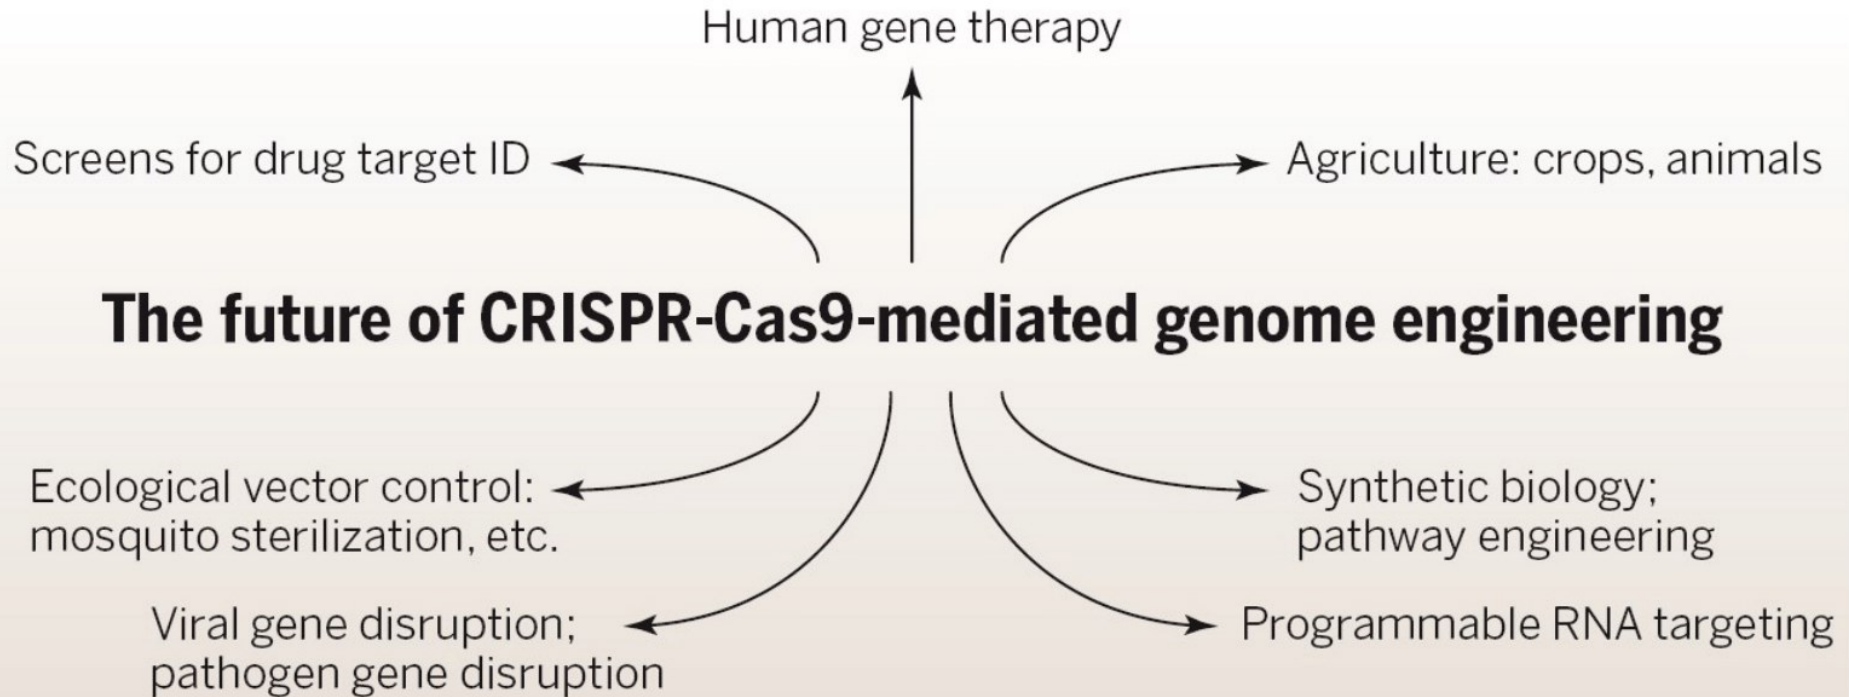 Human gene therapy
Screens for drug target ID
Agriculture: crops, animals
The future of CRISPR-Cas9-mediated genome engineering
Ecological vector control:
mosquito sterilization, etc.
Synthetic biology;
pathway engineering
Viral gene disruption;
pathogen gene disruption
Programmable RNA targeting